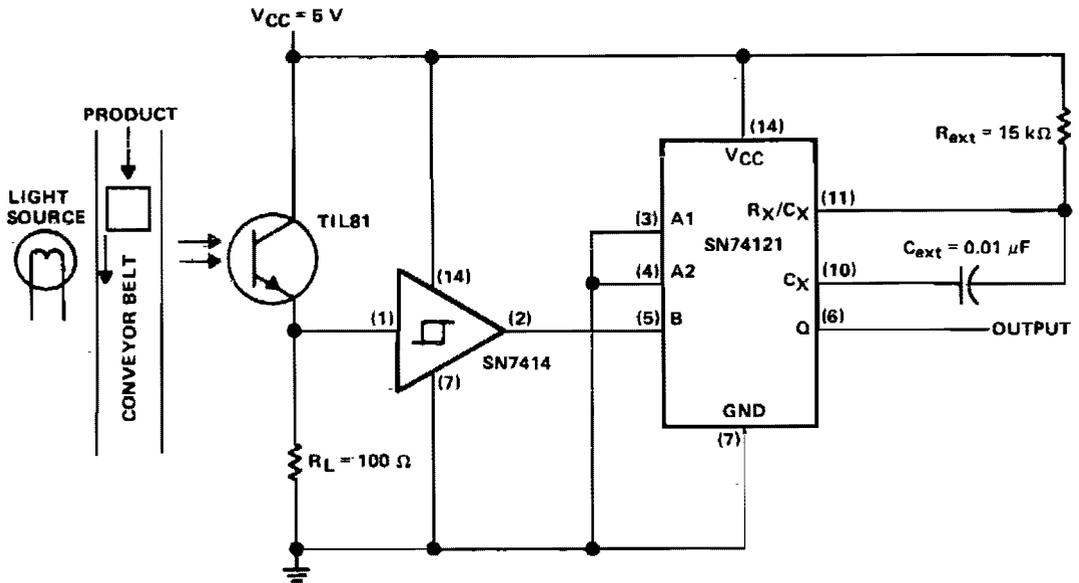 VCC = 5 V
PRODUCT
LIGHT
SOURCE
CONVEYOR BELT
TIL81
RL = 100 Ω
(1)
(14)
(2)
(7)
SN7414
(14)
VCC
(3)
A1
(4)
A2
(5)
B
SN74121
RX/CX
(11)
CX
(10)
Q
(6)
GND
(7)
Rext = 15 kΩ
Cext = 0.01 μF
OUTPUT